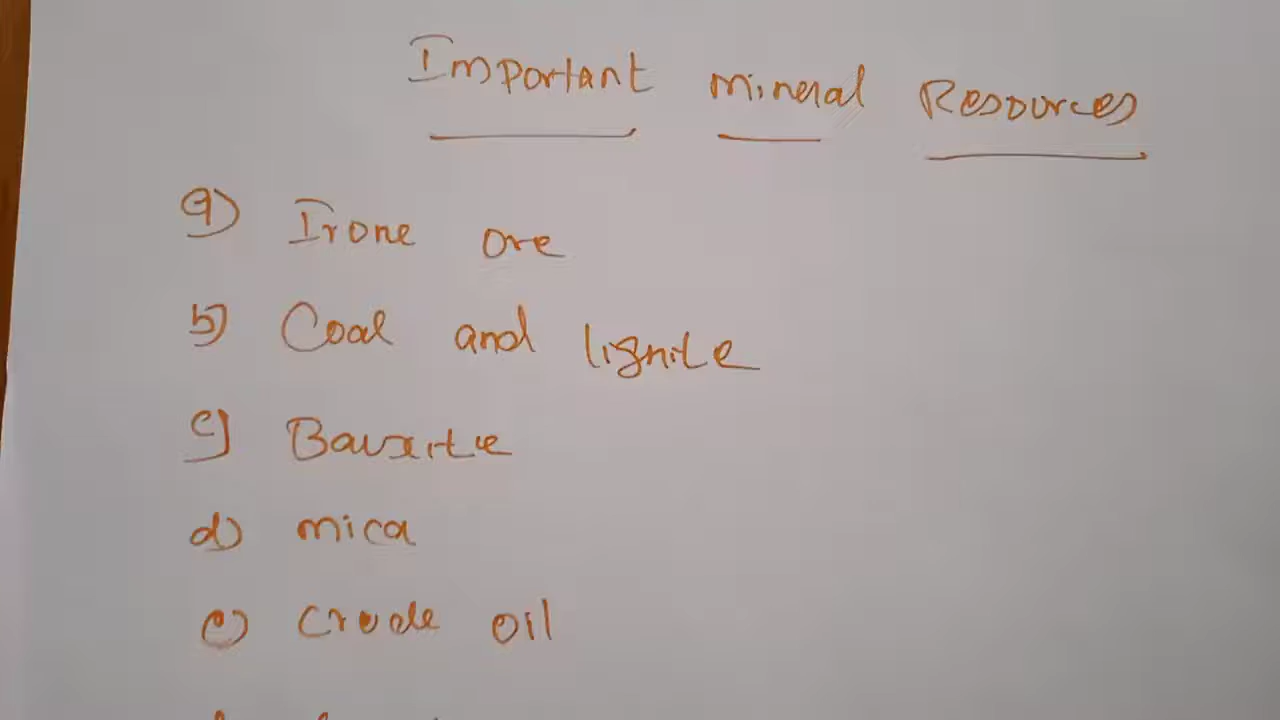 Important Mineral Resources
a) Irone ore
b) Coal and lignite
c) Bauxite
d) mica
e) Crude oil